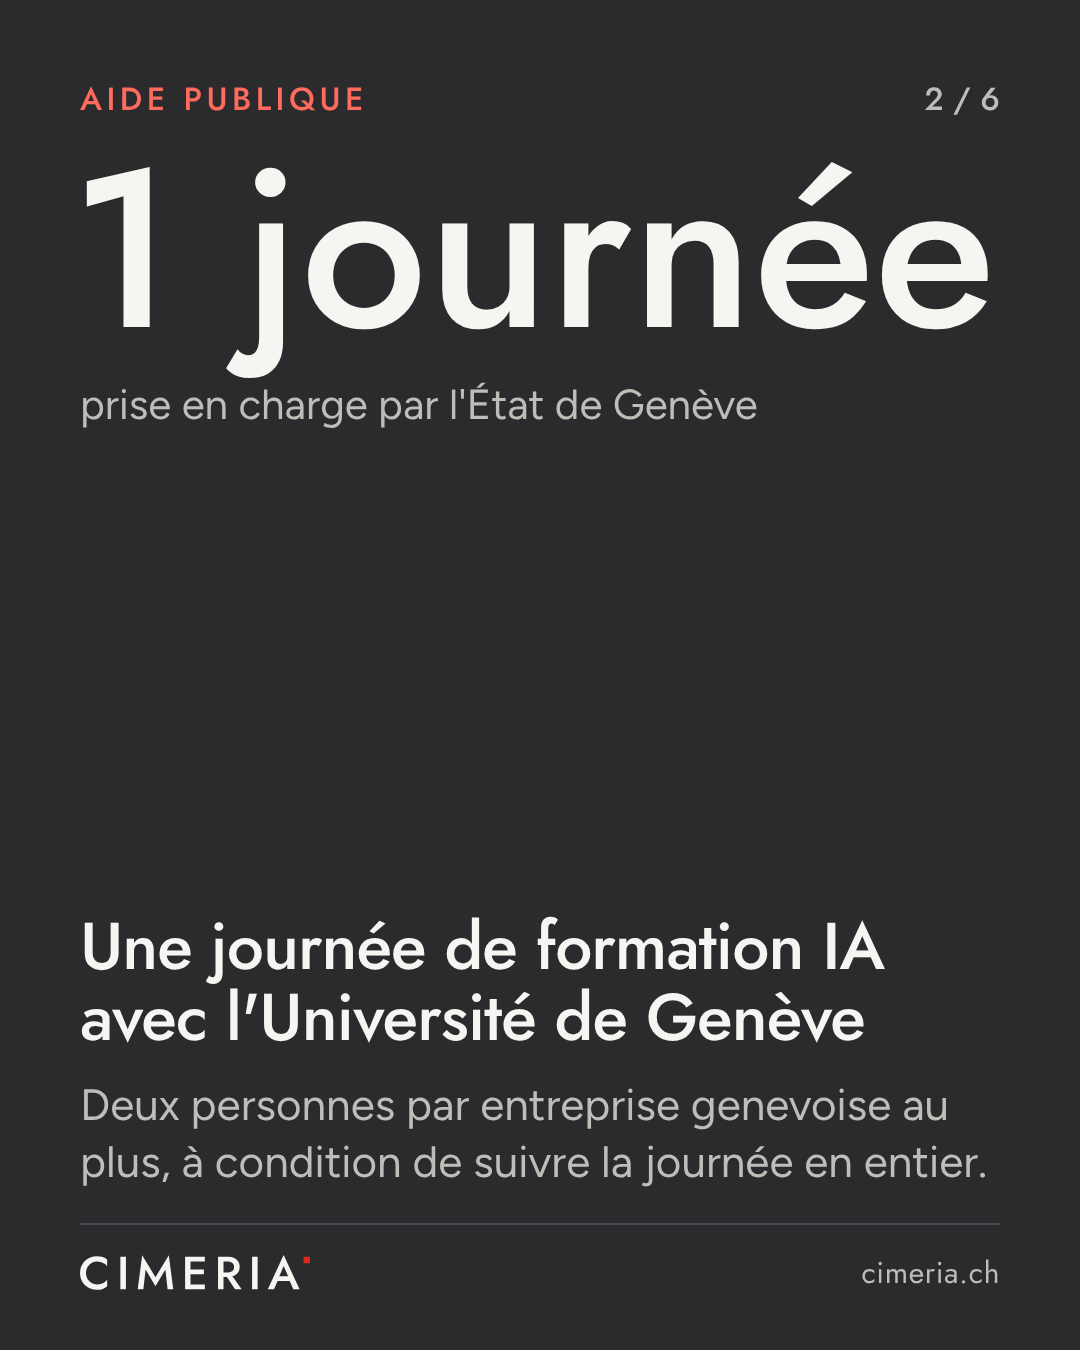 AIDE PUBLIQUE
2 / 6
1 journée
prise en charge par l'État de Genève
Une journée de formation IA
avec l'Université de Genève
Deux personnes par entreprise genevoise au
plus, à condition de suivre la journée en entier.
CIMERIA
cimeria.ch